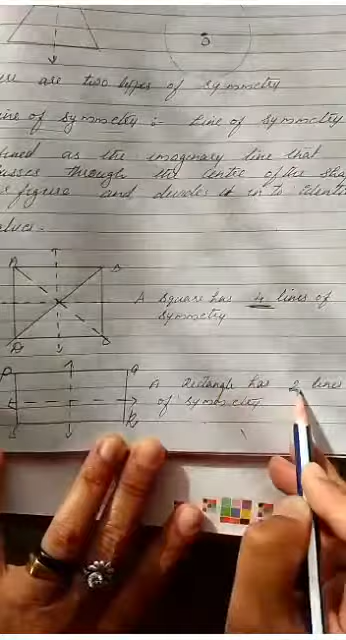 3
are two types of symmetry
line of symmetry :- Line of symmetry
as the imaginary line that
through the centre of the
figure and divides it in to
A
A square has 4 lines of
symmetry
A rectangle has 2 lines
of symmetry
R